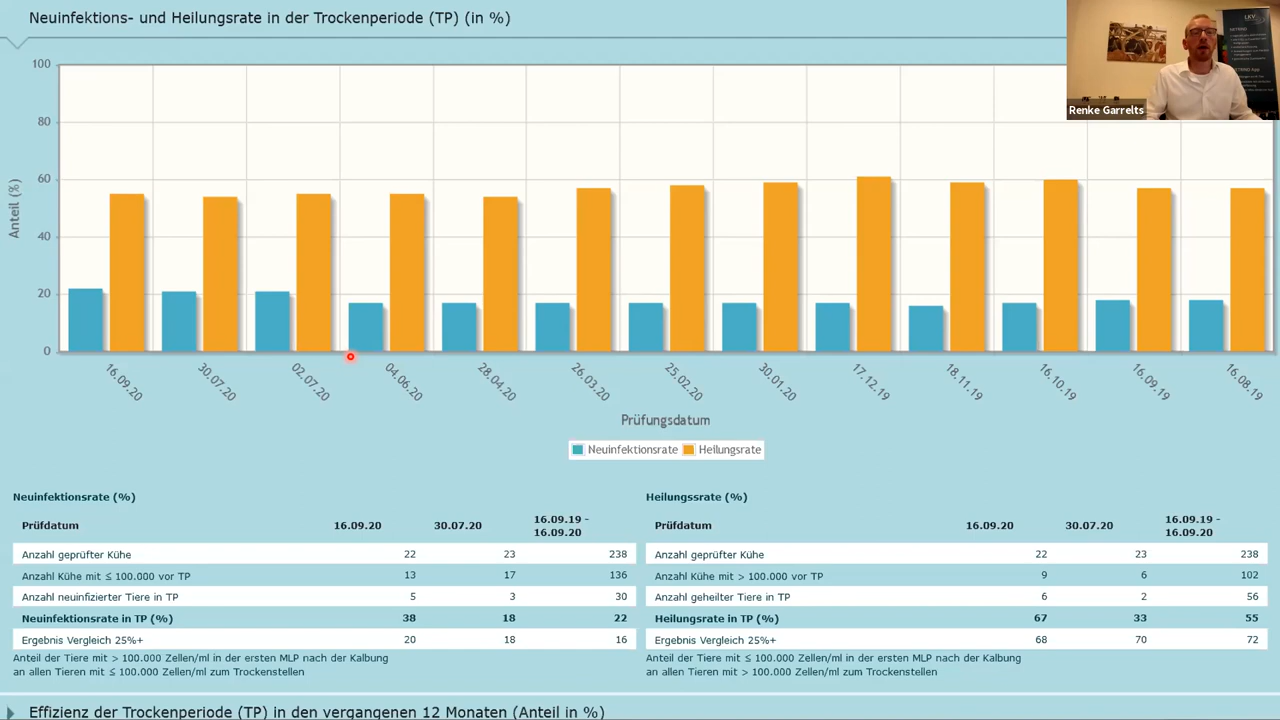 Neuinfektions- und Heilungsrate in der Trockenperiode (TP) (in %)
LKV
Renke Garrelts
100
80
60
40
20
0
Anteil (%)
16.09.20 30.07.20 02.07.20 04.06.20 28.04.20 26.03.20 25.02.20 30.01.20 17.12.19 18.11.19 16.10.19 16.09.19 16.08.19
Prüfungsdatum
Neuinfektionsrate Heilungsrate
Neuinfektionsrate (%)
Prüfdatum 16.09.20 30.07.20 16.09.19 - 16.09.20
Anzahl geprüfter Kühe 22 23 238
Anzahl Kühe mit ≤ 100.000 vor TP 13 17 136
Anzahl neuinfizierter Tiere in TP 5 3 30
Neuinfektionsrate in TP (%) 38 18 22
Ergebnis Vergleich 25%+ 20 18 16
Anteil der Tiere mit > 100.000 Zellen/ml in der ersten MLP nach der Kalbung
an allen Tieren mit ≤ 100.000 Zellen/ml zum Trockenstellen
Heilungssrate (%)
Prüfdatum 16.09.20 30.07.20 16.09.19 - 16.09.20
Anzahl geprüfter Kühe 22 23 238
Anzahl Kühe mit > 100.000 vor TP 9 6 102
Anzahl geheilter Tiere in TP 6 2 56
Heilungsrate in TP (%) 67 33 55
Ergebnis Vergleich 25%+ 68 70 72
Anteil der Tiere mit ≤ 100.000 Zellen/ml in der ersten MLP nach der Kalbung
an allen Tieren mit > 100.000 Zellen/ml zum Trockenstellen
Effizienz der Trockenperiode (TP) in den vergangenen 12 Monaten (Anteil in %)